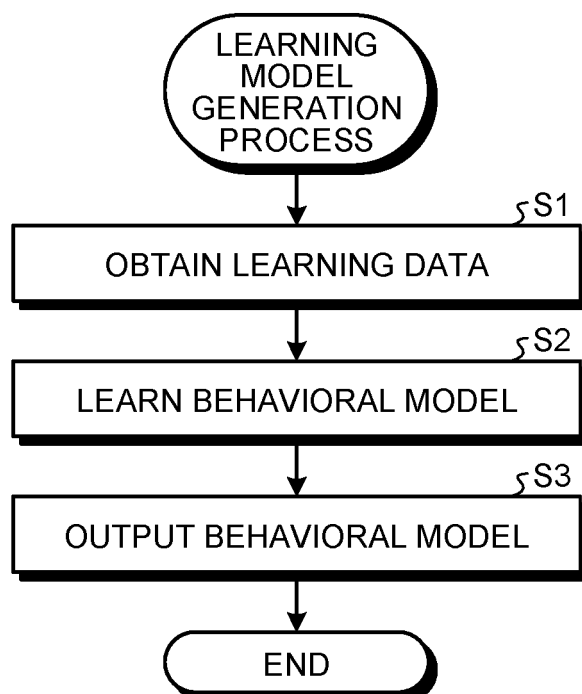 LEARNING
MODEL
GENERATION
PROCESS
S1
OBTAIN LEARNING DATA
S2
LEARN BEHAVIORAL MODEL
S3
OUTPUT BEHAVIORAL MODEL
END